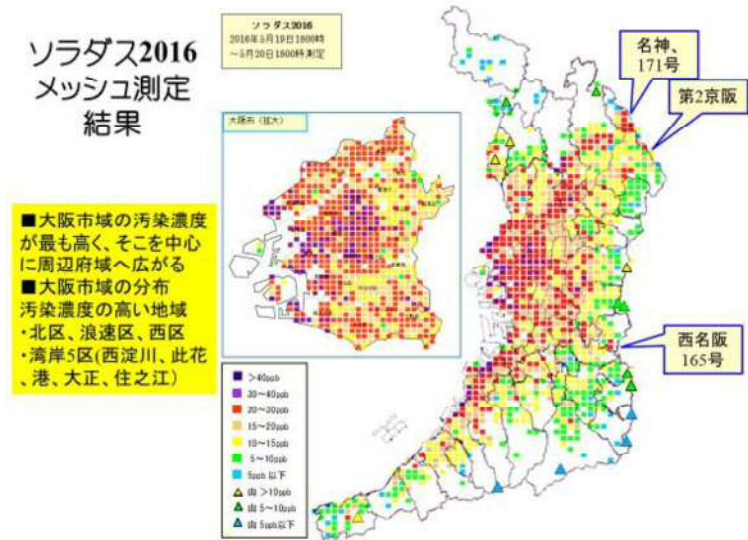 ソラダス2016
メッシュ測定
結果
ソラダス2016
2016年5月19日1800時
～5月20日1800時測定
名神、
171号
第2京阪
大阪市（拡大）
■大阪市域の汚染濃度
が最も高く、そこを中心
に周辺府域へ広がる
■大阪市域の分布
汚染濃度の高い地域
・北区、浪速区、西区
・湾岸5区(西淀川、此花
、港、大正、住之江）
西名阪
165号
＞40ppb
30～40ppb
20～30ppb
15～20ppb
10～15ppb
5～10ppb
5ppb 以下
山 ＞10ppb
山 5～10ppb
山 5ppb以下